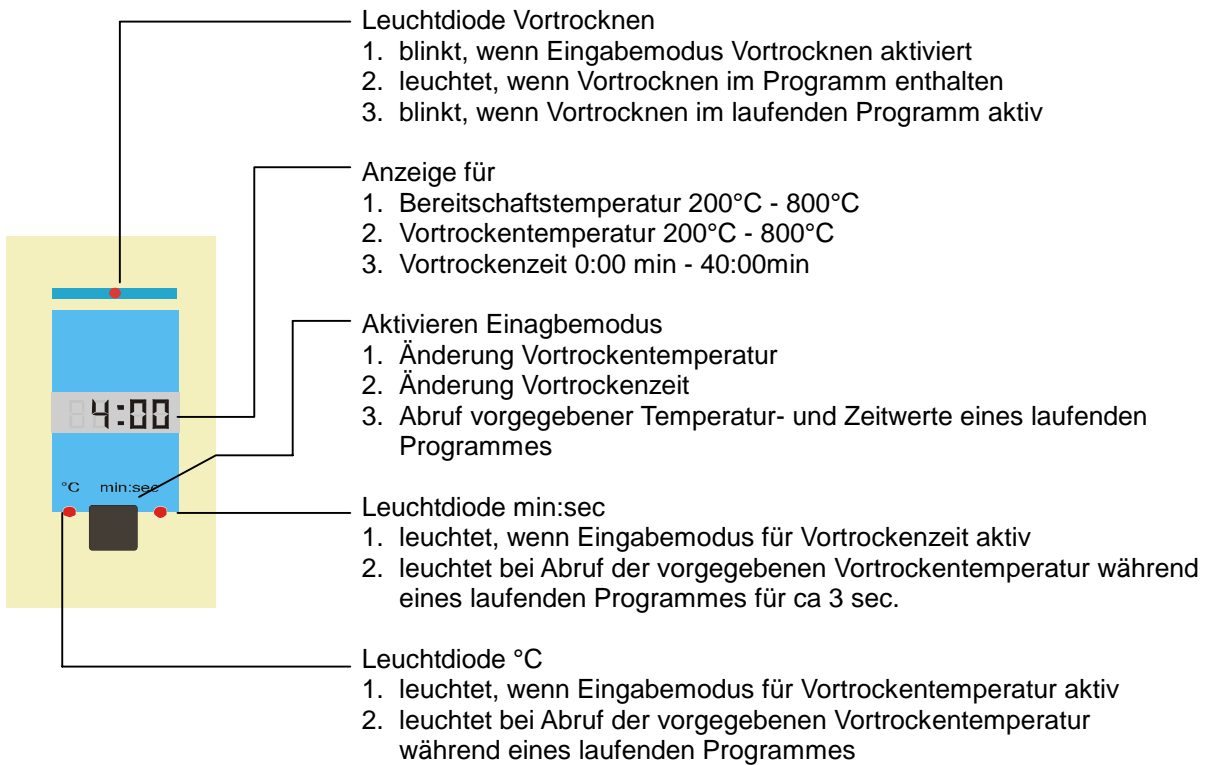 Leuchtdiode Vortrocknen
1. blinkt, wenn Eingabemodus Vortrocknen aktiviert
2. leuchtet, wenn Vortrocknen im Programm enthalten
3. blinkt, wenn Vortrocknen im laufenden Programm aktiv
Anzeige für
1. Bereitschaftstemperatur 200°C - 800°C
2. Vortrockentemperatur 200°C - 800°C
3. Vortrockenzeit 0:00 min - 40:00min
Aktivieren Einagbemodus
1. Änderung Vortrockentemperatur
2. Änderung Vortrockenzeit
3. Abruf vorgegebener Temperatur- und Zeitwerte eines laufenden
Programmes
4:00
°C min:sec
Leuchtdiode min:sec
1. leuchtet, wenn Eingabemodus für Vortrockenzeit aktiv
2. leuchtet bei Abruf der vorgegebenen Vortrockentemperatur während
eines laufenden Programmes für ca 3 sec.
Leuchtdiode °C
1. leuchtet, wenn Eingabemodus für Vortrockentemperatur aktiv
2. leuchtet bei Abruf der vorgegebenen Vortrockentemperatur
während eines laufenden Programmes